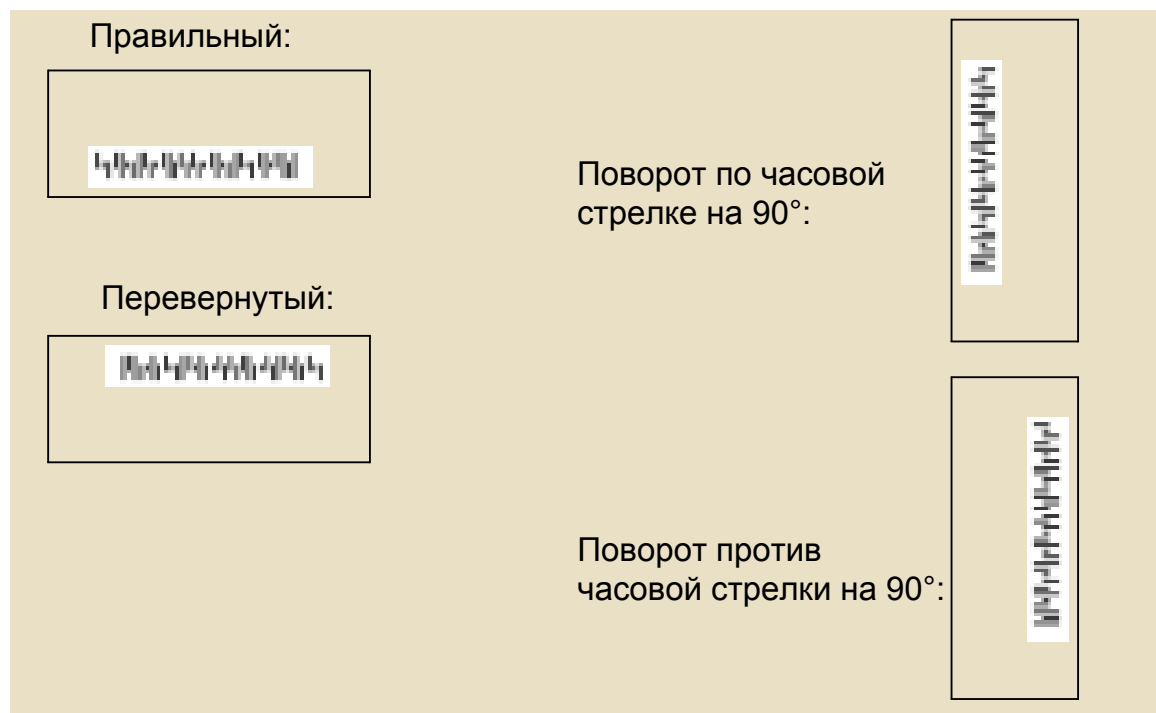 Правильный:
Перевернутый:
Поворот по часовой
стрелке на 90°:
Поворот против
часовой стрелки на 90°: